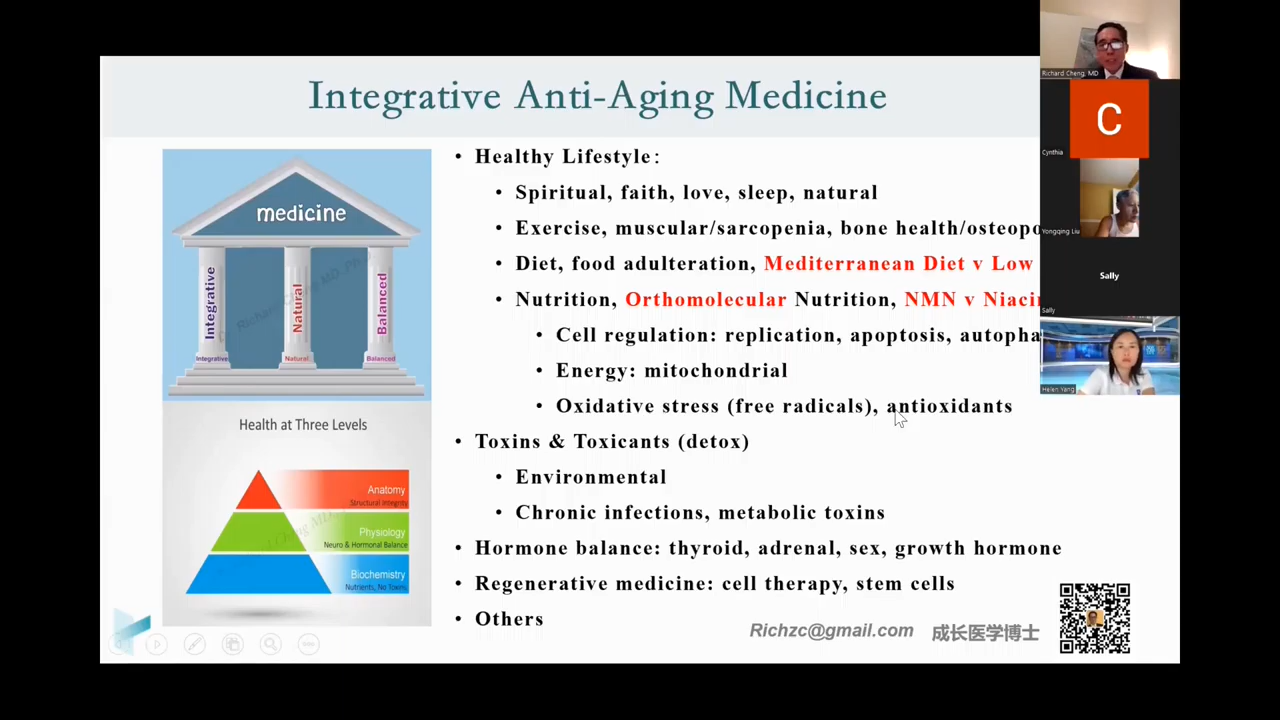 Integrative Anti-Aging Medicine
medicine
Integrative
Natural
Balanced
Integrative
Natural
Balanced
Health at Three Levels
Anatomy
Structural Integrity
Physiology
Neuro & Hormonal Balance
Biochemistry
Nutrients, No Toxins
• Healthy Lifestyle：
• Spiritual, faith, love, sleep, natural
• Exercise, muscular/sarcopenia, bone health/osteopo
• Diet, food adulteration, Mediterranean Diet v Low
• Nutrition, Orthomolecular Nutrition, NMN v Niacin
• Cell regulation: replication, apoptosis, autopha
• Energy: mitochondrial
• Oxidative stress (free radicals), antioxidants
• Toxins & Toxicants (detox)
• Environmental
• Chronic infections, metabolic toxins
• Hormone balance: thyroid, adrenal, sex, growth hormone
• Regenerative medicine: cell therapy, stem cells
• Others
Richzc@gmail.com 成长医学博士
Richard Cheng, MD
C
Cynthia
Yongqing Liu
Sally
Sally
Helen Yang